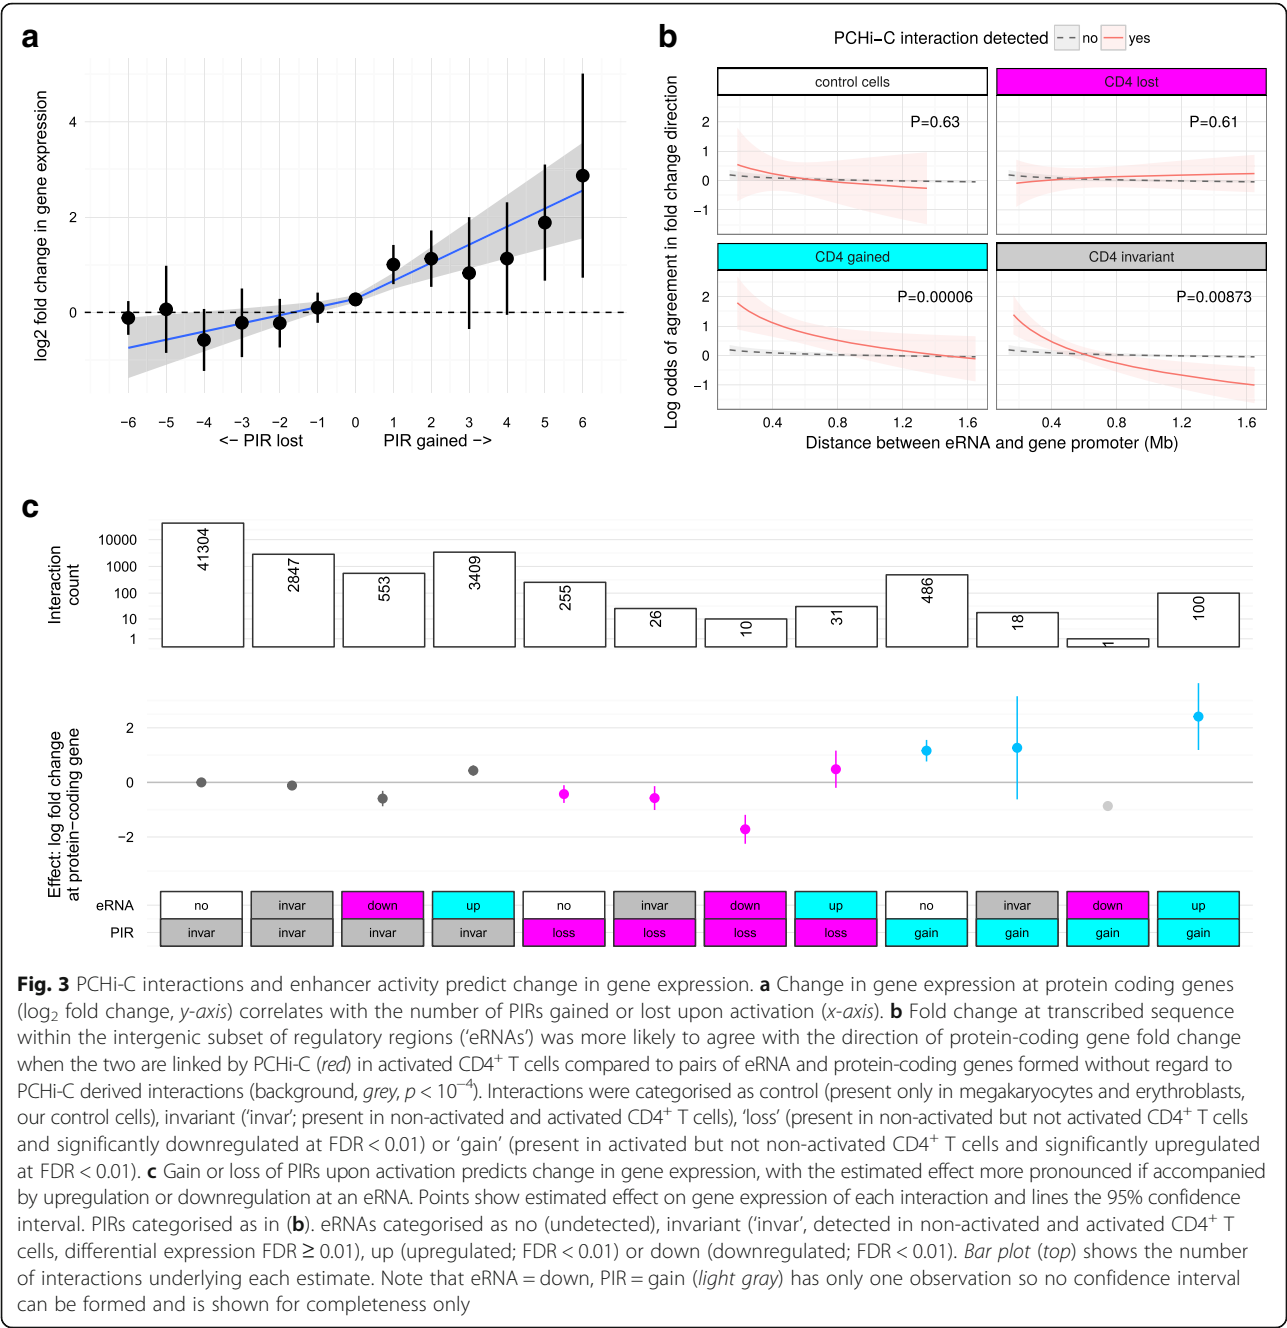 a
log2 fold change in gene expression
4
2
0
−6 −5 −4 −3 −2 −1 0 1 2 3 4 5 6
<− PIR lost PIR gained −>
b
PCHi−C interaction detected no yes
Log odds of agreement in fold change direction
control cells CD4 lost
P=0.63 P=0.61
2
1
0
−1
CD4 gained CD4 invariant
P=0.00006 P=0.00873
2
1
0
−1
0.4 0.8 1.2 1.6 0.4 0.8 1.2 1.6
Distance between eRNA and gene promoter (Mb)
c
Interaction
count
10000
1000
100
10
1
41304 2847 553 3409 255 26 10 31 486 18 1 100
Effect: log fold change
at protein−coding gene
2
0
−2
eRNA no invar down up no invar down up no invar down up
PIR invar invar invar invar loss loss loss loss gain gain gain gain
Fig. 3 PCHi-C interactions and enhancer activity predict change in gene expression. a Change in gene expression at protein coding genes
(log₂ fold change, y-axis) correlates with the number of PIRs gained or lost upon activation (x-axis). b Fold change at transcribed sequence
within the intergenic subset of regulatory regions (‘eRNAs’) was more likely to agree with the direction of protein-coding gene fold change
when the two are linked by PCHi-C (red) in activated CD4⁺ T cells compared to pairs of eRNA and protein-coding genes formed without regard to
PCHi-C derived interactions (background, grey, p < 10⁻⁴). Interactions were categorised as control (present only in megakaryocytes and erythroblasts,
our control cells), invariant (‘invar’; present in non-activated and activated CD4⁺ T cells), ‘loss’ (present in non-activated but not activated CD4⁺ T cells
and significantly downregulated at FDR < 0.01) or ‘gain’ (present in activated but not non-activated CD4⁺ T cells and significantly upregulated
at FDR < 0.01). c Gain or loss of PIRs upon activation predicts change in gene expression, with the estimated effect more pronounced if accompanied
by upregulation or downregulation at an eRNA. Points show estimated effect on gene expression of each interaction and lines the 95% confidence
interval. PIRs categorised as in (b). eRNAs categorised as no (undetected), invariant (‘invar’, detected in non-activated and activated CD4⁺ T
cells, differential expression FDR ≥ 0.01), up (upregulated; FDR < 0.01) or down (downregulated; FDR < 0.01). Bar plot (top) shows the number
of interactions underlying each estimate. Note that eRNA = down, PIR = gain (light gray) has only one observation so no confidence interval
can be formed and is shown for completeness only